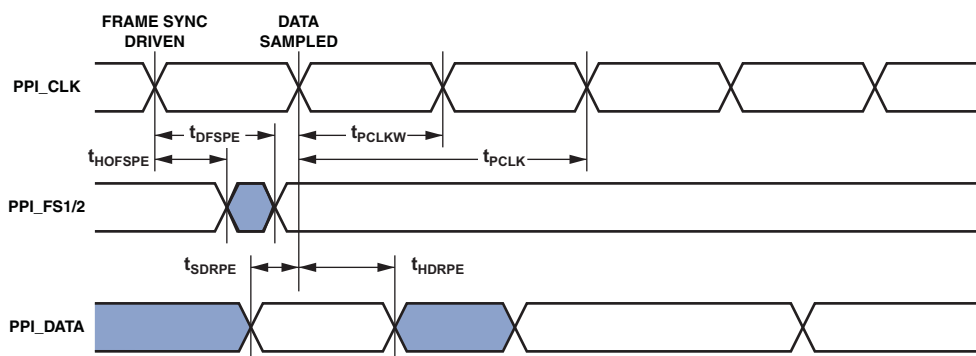 FRAME SYNC
DRIVEN
DATA
SAMPLED
PPI_CLK
tDFSPE
tPCLKW
tHOFSPE
tPCLK
PPI_FS1/2
tSDRPE
tHDRPE
PPI_DATA